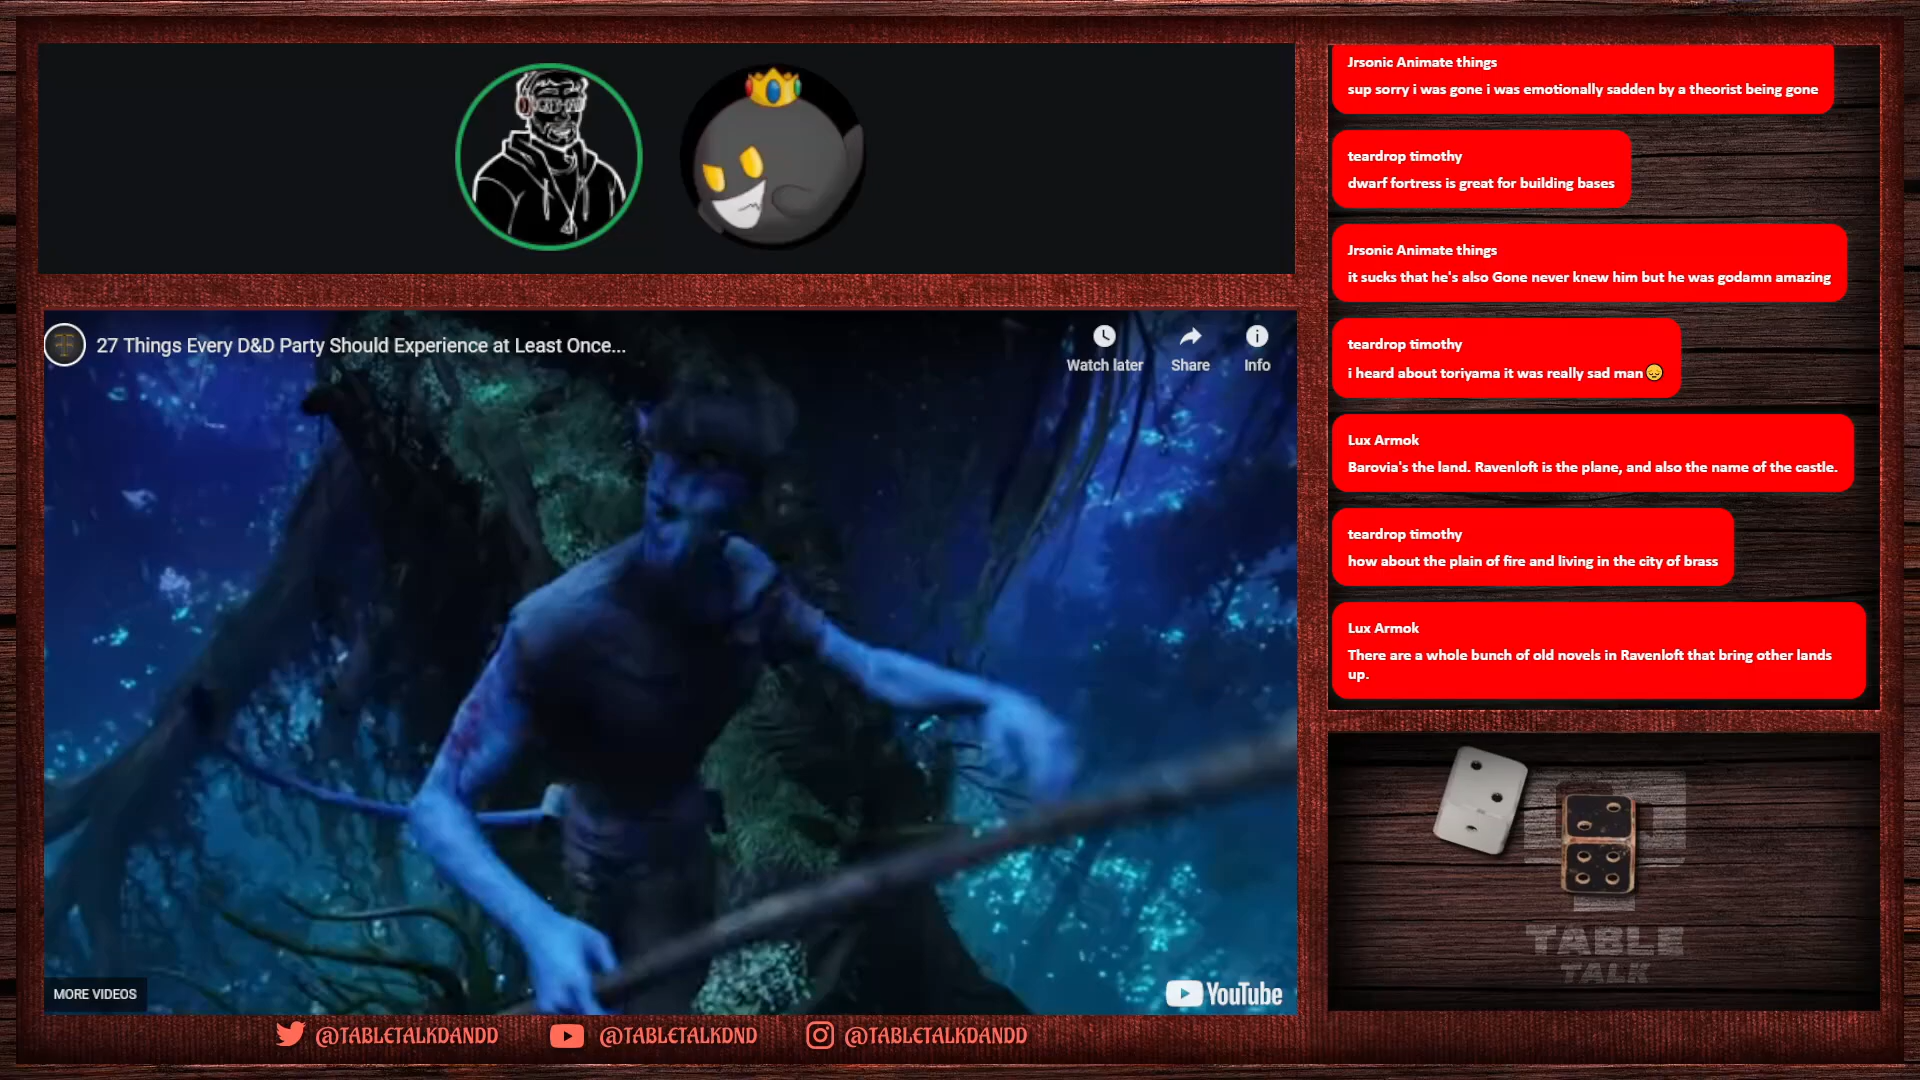 27 Things Every D&D Party Should Experience at Least Once...
Watch later
Share
Info
MORE VIDEOS
YouTube
@TABLETALKDANDD
@TABLETALKDND
@TABLETALKDANDD
Jrsonic Animate things
sup sorry i was gone i was emotionally sadden by a theorist being gone
teardrop timothy
dwarf fortress is great for building bases
Jrsonic Animate things
it sucks that he's also Gone never knew him but he was godamn amazing
teardrop timothy
i heard about toriyama it was really sad man😔
Lux Armok
Barovia's the land. Ravenloft is the plane, and also the name of the castle.
teardrop timothy
how about the plain of fire and living in the city of brass
Lux Armok
There are a whole bunch of old novels in Ravenloft that bring other lands
up.
TABLE
TALK